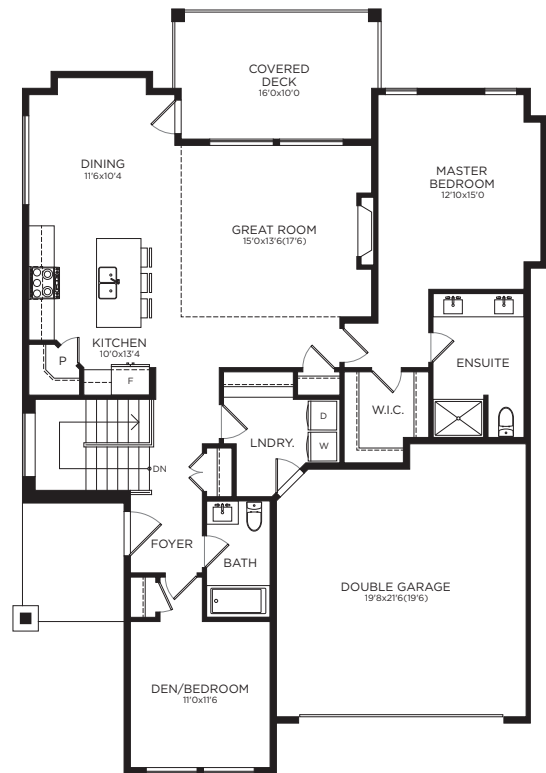 COVERED
DECK
16'0x10'0
DINING
11'6x10'4
MASTER
BEDROOM
12'10x15'0
GREAT ROOM
15'0x13'6(17'6)
KITCHEN
10'0x13'4
P
F
ENSUITE
W.I.C.
D
W
LNDRY.
DN
FOYER
BATH
DOUBLE GARAGE
19'8x21'6(19'6)
DEN/BEDROOM
11'0x11'6